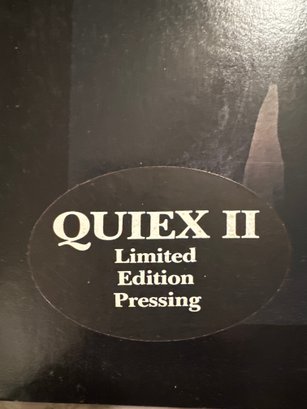 QUIEX II
Limited
Edition
Pressing